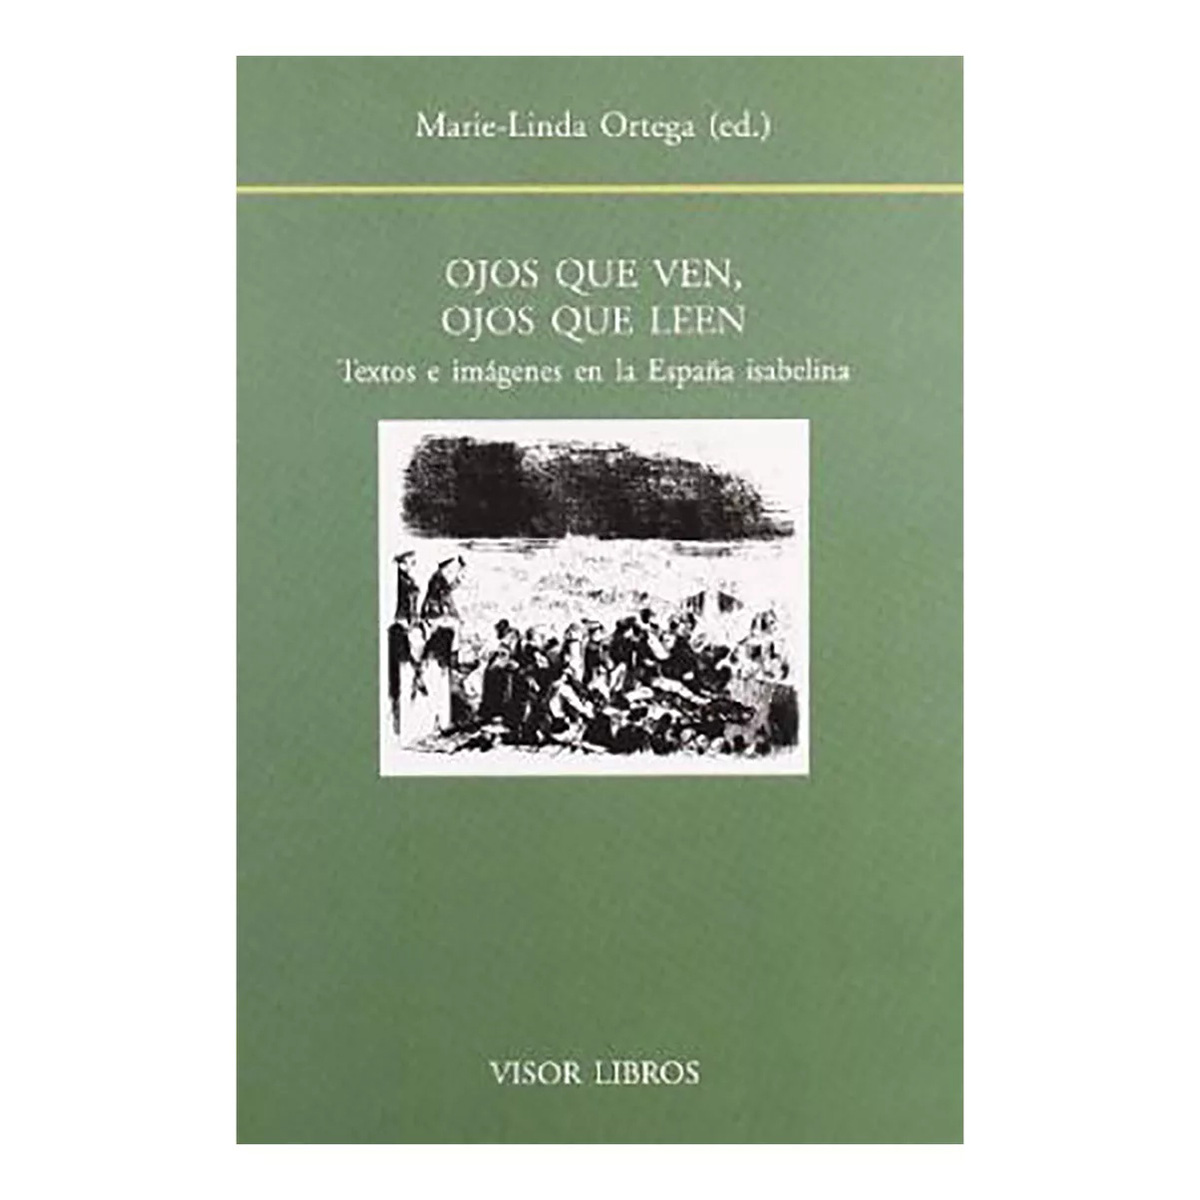 Marie-Linda Ortega (ed.)
OJOS QUE VEN,
OJOS QUE LEEN
Textos e imágenes en la España isabelina
VISOR LIBROS